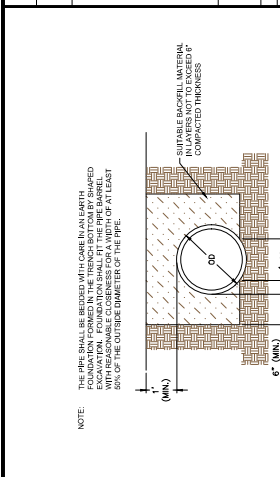 NOTE: THE PIPE SHALL BE BEDDED WITH CARE IN AN EARTH
FOUNDATION FORMED IN THE TRENCH BOTTOM BY SHAPED
EXCAVATION. FOUNDATION SHALL FIT THE PIPE BARREL
WITH REASONABLE CLOSENESS FOR A WIDTH OF AT LEAST
50% OF THE OUTSIDE DIAMETER OF THE PIPE.
1'
(MIN.)
OD
SUITABLE BACKFILL MATERIAL
IN LAYERS NOT TO EXCEED 6"
COMPACTED THICKNESS
6" (MIN.)